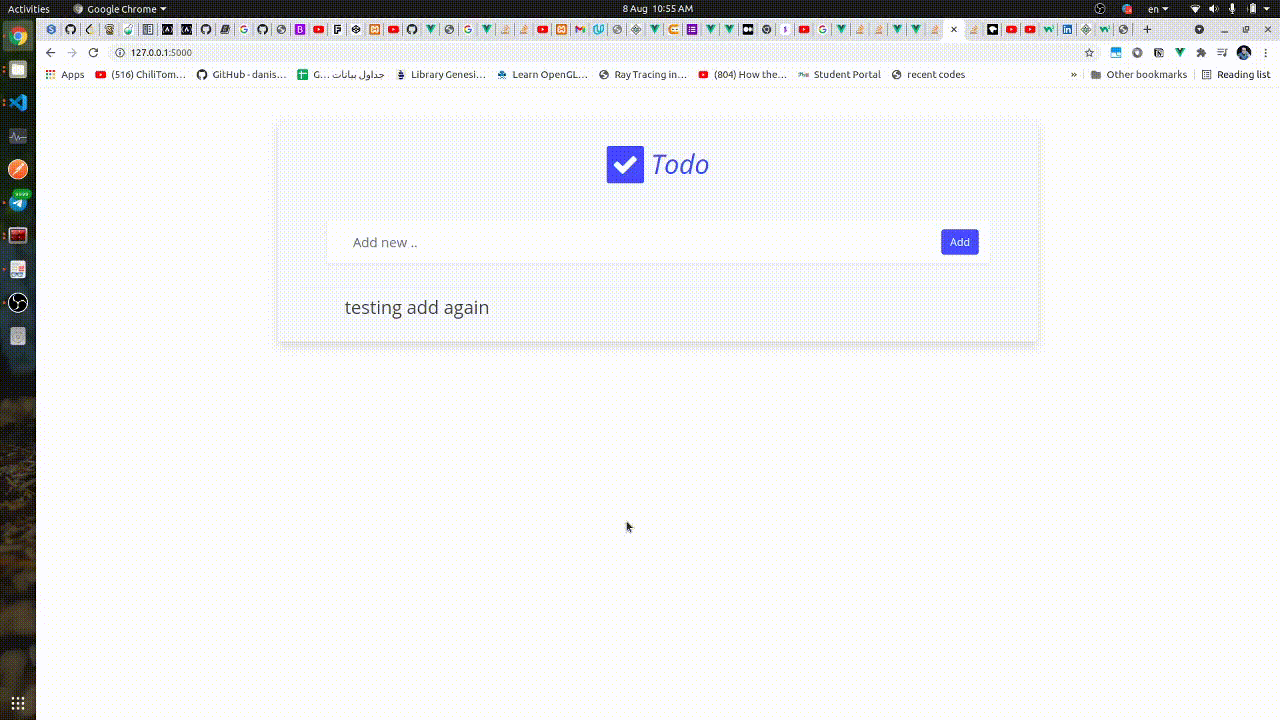 Activities Google Chrome 8 Aug 10:55 AM en
127.0.0.1:5000
Apps (516) ChiliTom… GitHub - danis… G… جداول بيانات Library Genesi… Learn OpenGL… Ray Tracing in… (804) How the… Student Portal recent codes » Other bookmarks Reading list
Todo
Add new .. Add
testing add again